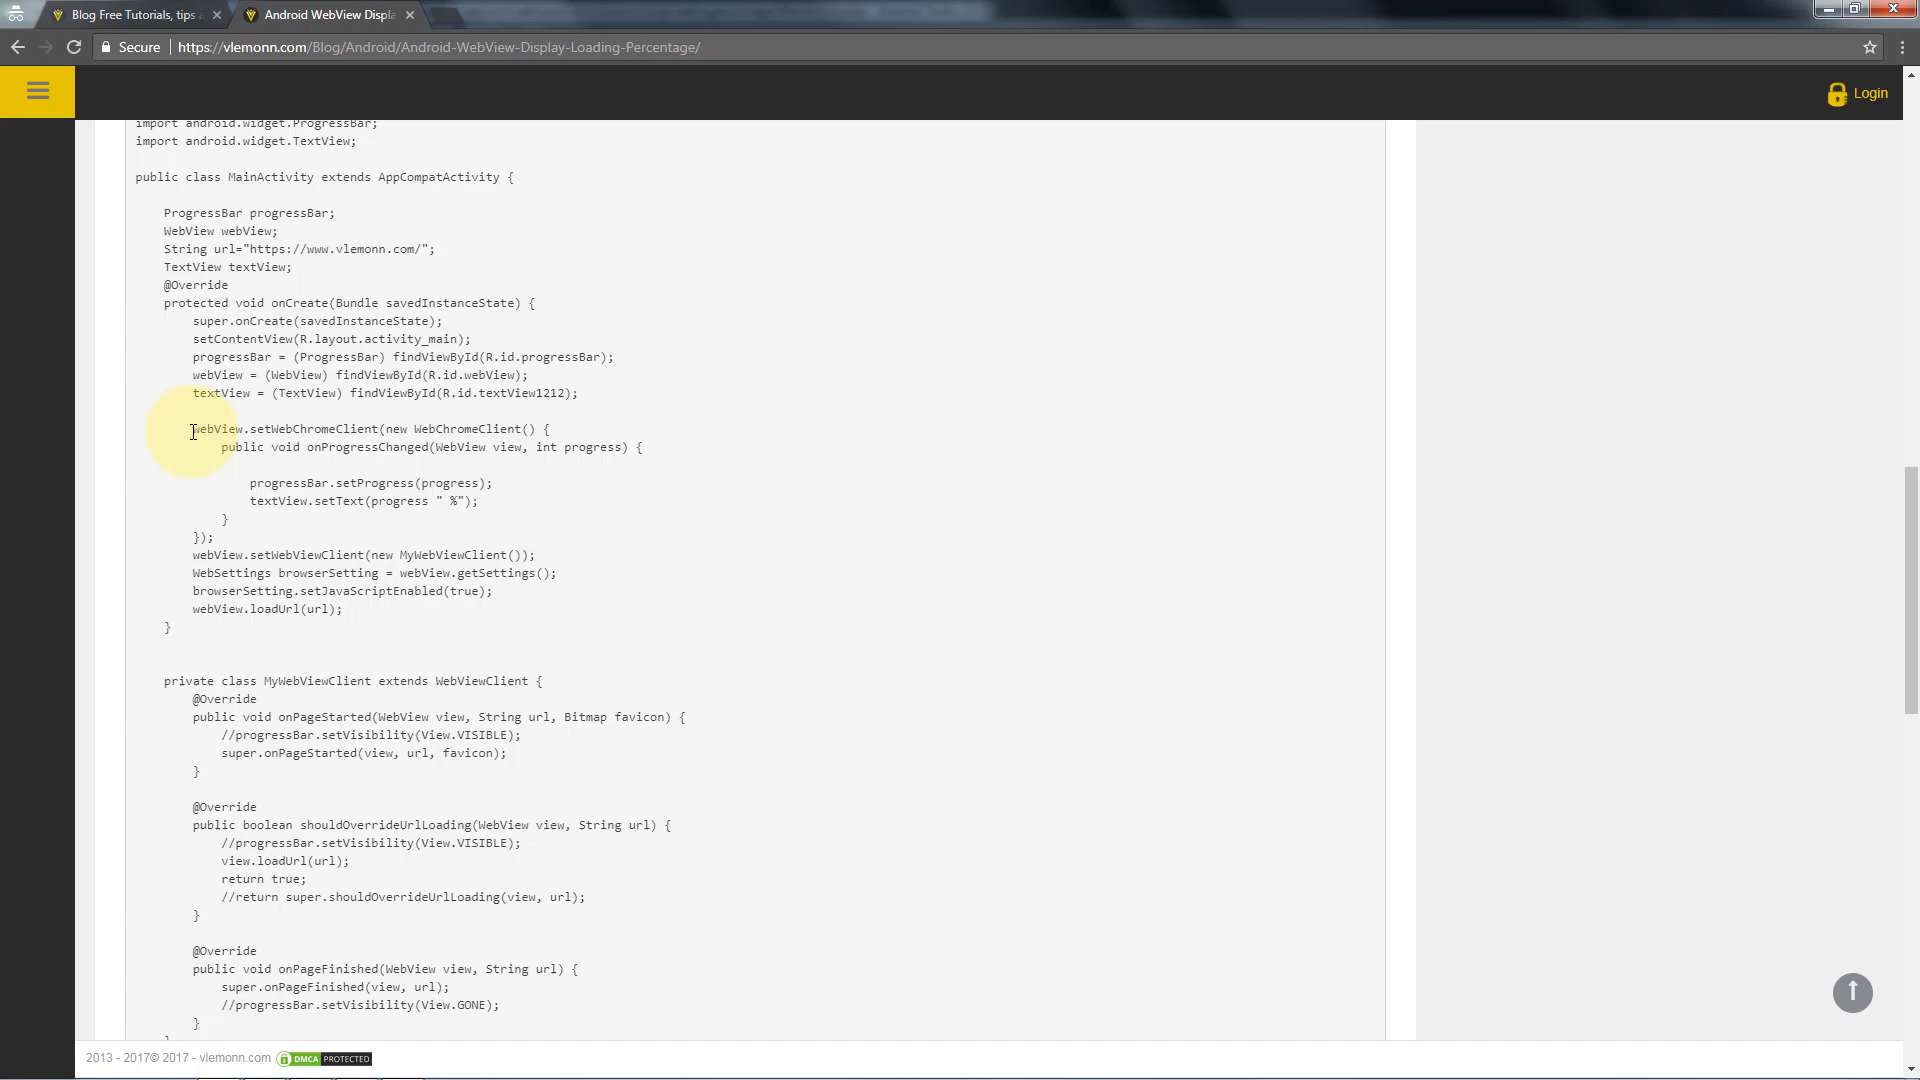 Blog Free Tutorials, tips a
Android WebView Displa
Secure
https://vlemonn.com/Blog/Android/Android-WebView-Display-Loading-Percentage/
Login
import android.widget.ProgressBar;
import android.widget.TextView;
public class MainActivity extends AppCompatActivity {
ProgressBar progressBar;
WebView webView;
String url="https://www.vlemonn.com/";
TextView textView;
@Override
protected void onCreate(Bundle savedInstanceState) {
super.onCreate(savedInstanceState);
setContentView(R.layout.activity_main);
progressBar = (ProgressBar) findViewById(R.id.progressBar);
webView = (WebView) findViewById(R.id.webView);
textView = (TextView) findViewById(R.id.textView1212);
webView.setWebChromeClient(new WebChromeClient() {
public void onProgressChanged(WebView view, int progress) {
progressBar.setProgress(progress);
textView.setText(progress " %");
}
});
webView.setWebViewClient(new MyWebViewClient());
WebSettings browserSetting = webView.getSettings();
browserSetting.setJavaScriptEnabled(true);
webView.loadUrl(url);
}
private class MyWebViewClient extends WebViewClient {
@Override
public void onPageStarted(WebView view, String url, Bitmap favicon) {
//progressBar.setVisibility(View.VISIBLE);
super.onPageStarted(view, url, favicon);
}
@Override
public boolean shouldOverrideUrlLoading(WebView view, String url) {
//progressBar.setVisibility(View.VISIBLE);
view.loadUrl(url);
return true;
//return super.shouldOverrideUrlLoading(view, url);
}
@Override
public void onPageFinished(WebView view, String url) {
super.onPageFinished(view, url);
//progressBar.setVisibility(View.GONE);
}
2013 - 2017© 2017 - vlemonn.com DMCA PROTECTED